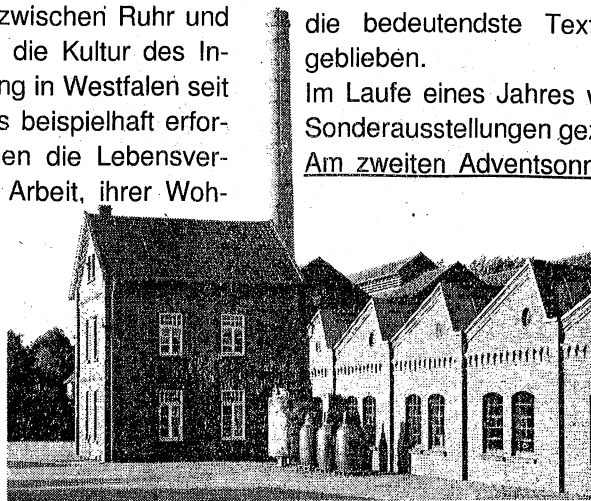 zwischen Ruhr und
die Kultur des In-
ng in Westfalen seit
s beispielhaft erfor-
en die Lebensver-
Arbeit, ihrer Woh-
die bedeutendste Text
geblieben.
Im Laufe eines Jahres
Sonderausstellungen gez
Am zweiten Adventsonn